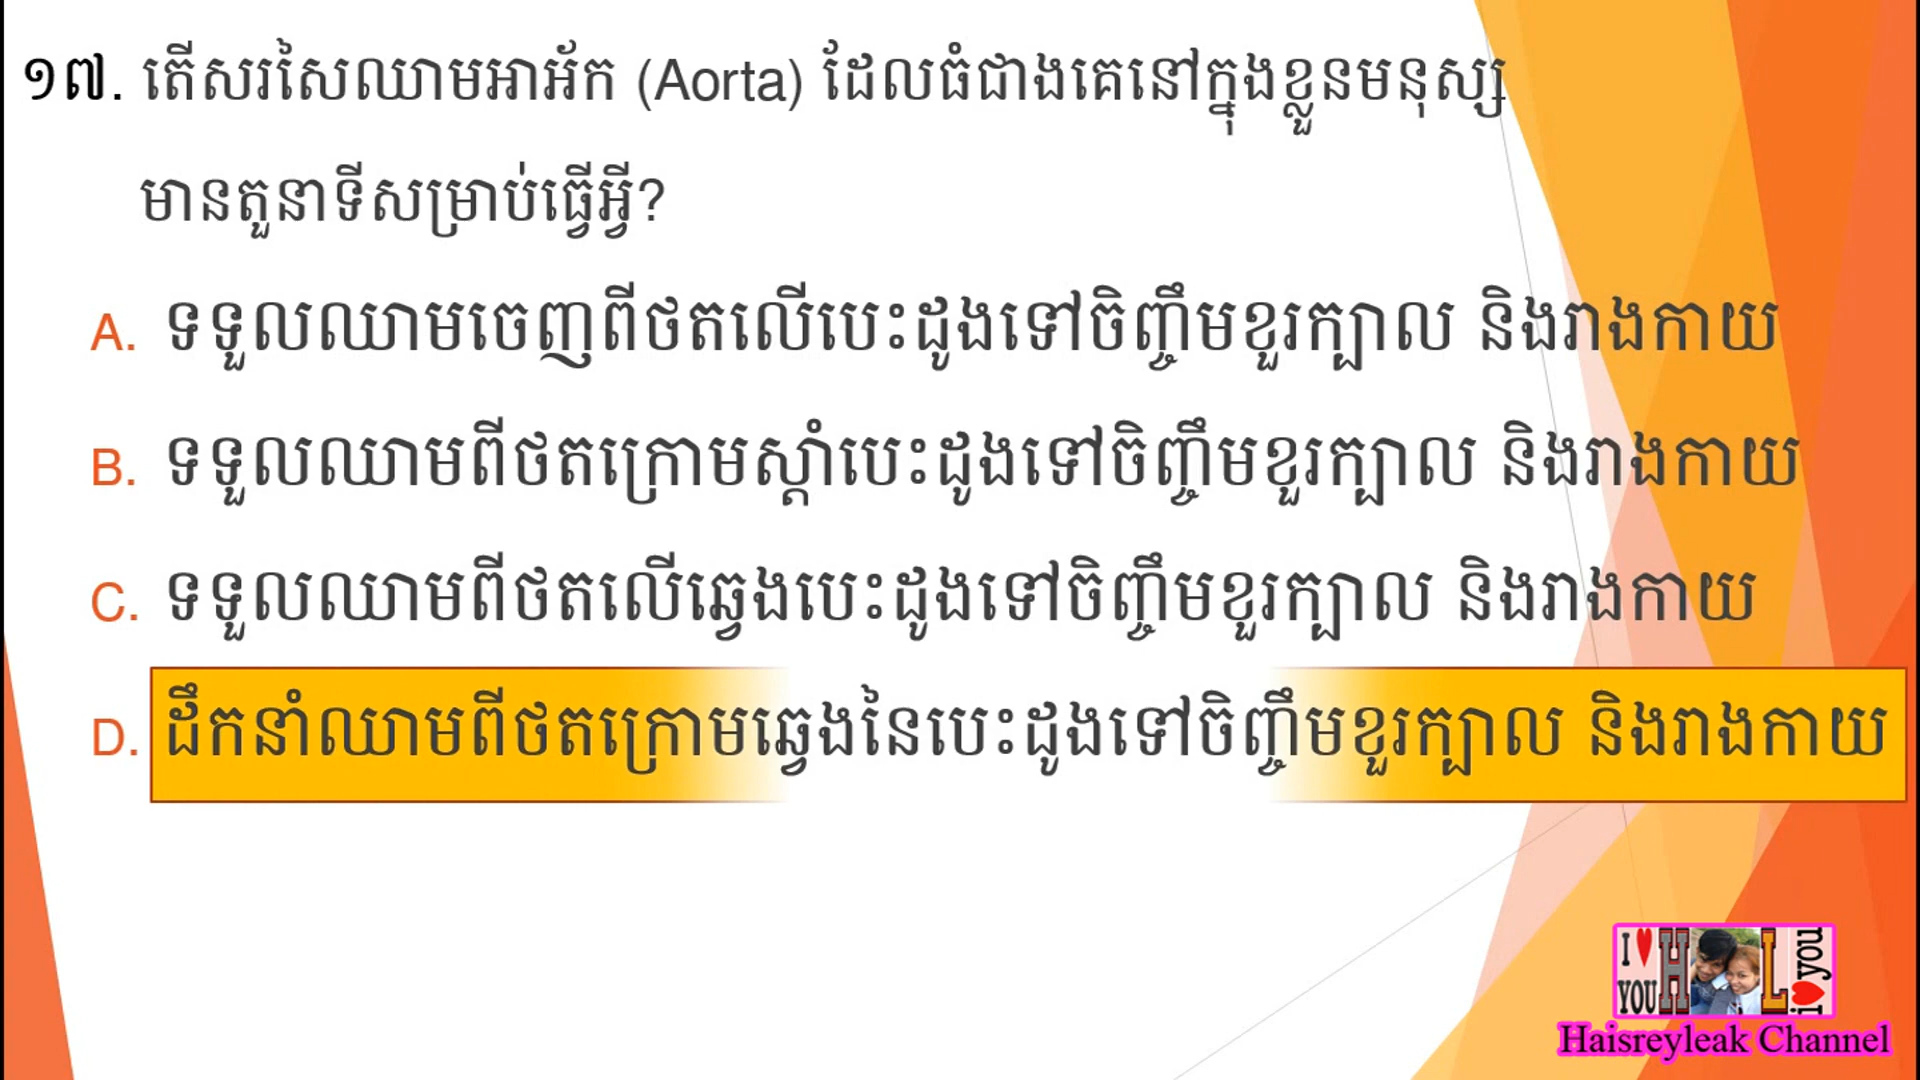 ១៧. តើសរសៃឈាមអាអ័ក (Aorta) ដែលធំជាងគេនៅក្នុងខ្លួនមនុស្ស
មានតួនាទីសម្រាប់ធ្វើអ្វី?
A. ទទួលឈាមចេញពីថតលើបេះដូងទៅចិញ្ចឹមខួរក្បាល និងរាងកាយ
B. ទទួលឈាមពីថតក្រោមស្តាំបេះដូងទៅចិញ្ចឹមខួរក្បាល និងរាងកាយ
C. ទទួលឈាមពីថតលើឆ្វេងបេះដូងទៅចិញ្ចឹមខួរក្បាល និងរាងកាយ
D. ដឹកនាំឈាមពីថតក្រោមឆ្វេងនៃបេះដូងទៅចិញ្ចឹមខួរក្បាល និងរាងកាយ
I ♥ YOU H L i ♥ you
Haisreyleak Channel